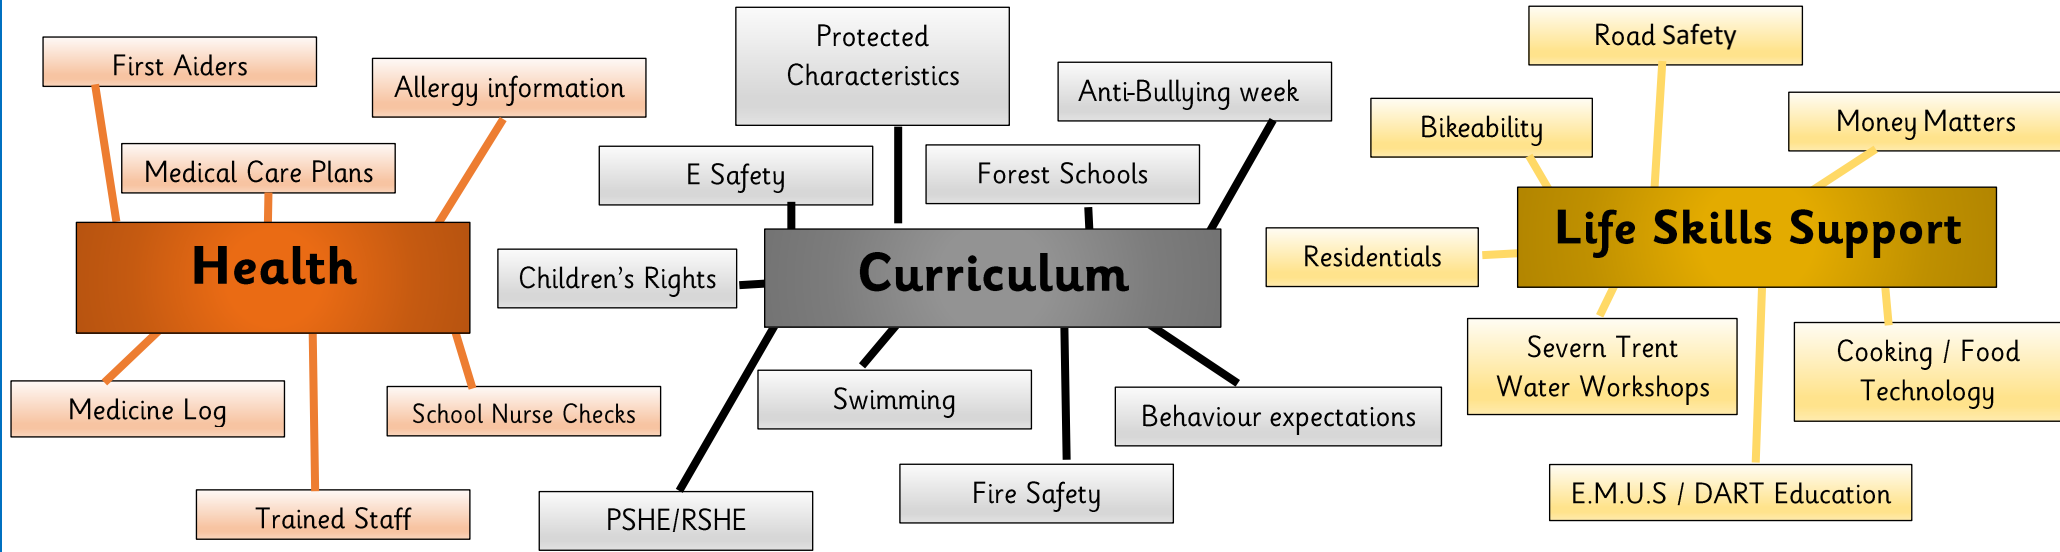 First Aiders
Allergy information
Medical Care Plans
Health
Medicine Log
School Nurse Checks
Trained Staff
Protected
Characteristics
Anti-Bullying week
E Safety
Forest Schools
Children’s Rights
Curriculum
Swimming
Behaviour expectations
Fire Safety
PSHE/RSHE
Road Safety
Bikeability
Money Matters
Residentials
Life Skills Support
Severn Trent
Water Workshops
Cooking / Food
Technology
E.M.U.S / DART Education